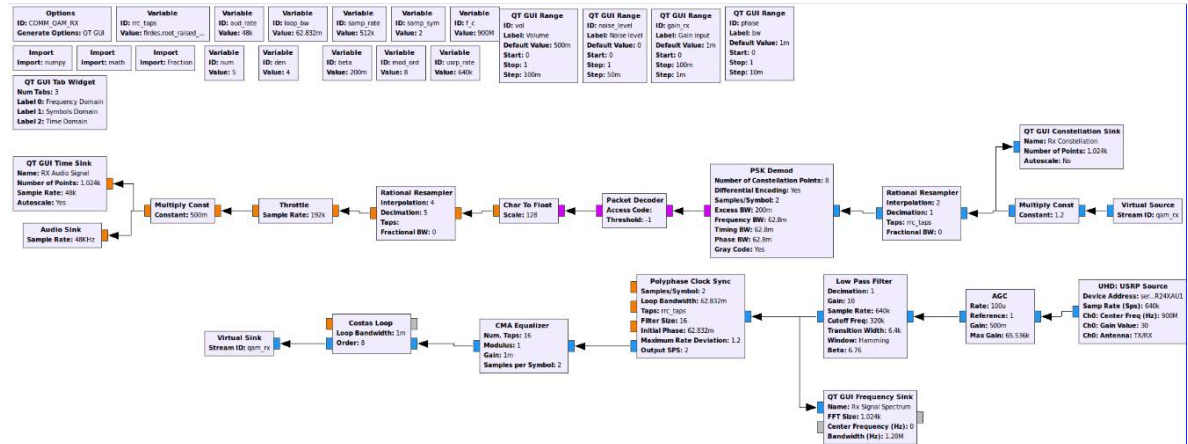 Options
ID: COMM_QAM_RX
Generate Options: QT GUI
Variable
ID: rrc_taps
Value: firdes.root_raised_...
Variable
ID: aud_rate
Value: 48k
Variable
ID: loop_bw
Value: 62.832m
Variable
ID: samp_rate
Value: 512k
Variable
ID: samp_sym
Value: 2
Variable
ID: f_c
Value: 900M
QT GUI Range
ID: vol
Label: Volume
Default Value: 500m
Start: 0
Stop: 1
Step: 100m
QT GUI Range
ID: noise_level
Label: Noise level
Default Value: 0
Start: 0
Stop: 1
Step: 50m
QT GUI Range
ID: gain_rx
Label: Gain input
Default Value: 1m
Start: 0
Stop: 100m
Step: 1m
QT GUI Range
ID: phase
Label: bw
Default Value: 1m
Start: 0
Stop: 1
Step: 10m
Import
Import: numpy
Import
Import: math
Import
Import: Fraction
Variable
ID: num
Value: 5
Variable
ID: den
Value: 4
Variable
ID: beta
Value: 200m
Variable
ID: mod_ord
Value: 8
Variable
ID: usrp_rate
Value: 640k
QT GUI Tab Widget
Num Tabs: 3
Label 0: Frequency Domain
Label 1: Symbols Domain
Label 2: Time Domain
QT GUI Time Sink
Name: RX Audio Signal
Number of Points: 1.024k
Sample Rate: 48k
Autoscale: Yes
Audio Sink
Sample Rate: 48KHz
Multiply Const
Constant: 500m
Throttle
Sample Rate: 192k
Rational Resampler
Interpolation: 4
Decimation: 5
Taps:
Fractional BW: 0
Char To Float
Scale: 128
Packet Decoder
Access Code:
Threshold: -1
PSK Demod
Number of Constellation Points: 8
Differential Encoding: Yes
Samples/Symbol: 2
Excess BW: 200m
Frequency BW: 62.8m
Timing BW: 62.8m
Phase BW: 62.8m
Gray Code: Yes
Rational Resampler
Interpolation: 2
Decimation: 1
Taps: rrc_taps
Fractional BW: 0
QT GUI Constellation Sink
Name: Rx Constellation
Number of Points: 1.024k
Autoscale: No
Multiply Const
Constant: 1.2
Virtual Source
Stream ID: qam_rx
Virtual Sink
Stream ID: qam_rx
Costas Loop
Loop Bandwidth: 1m
Order: 8
CMA Equalizer
Num. Taps: 16
Modulus: 1
Gain: 1m
Samples per Symbol: 2
Polyphase Clock Sync
Samples/Symbol: 2
Loop Bandwidth: 62.832m
Taps: rrc_taps
Filter Size: 16
Initial Phase: 62.832m
Maximum Rate Deviation: 1.2
Output SPS: 2
Low Pass Filter
Decimation: 1
Gain: 10
Sample Rate: 640k
Cutoff Freq: 320k
Transition Width: 6.4k
Window: Hamming
Beta: 6.76
AGC
Rate: 100u
Reference: 1
Gain: 500m
Max Gain: 65.536k
UHD: USRP Source
Device Address: ser...R24XAU1
Samp Rate (Sps): 640k
Ch0: Center Freq (Hz): 900M
Ch0: Gain Value: 30
Ch0: Antenna: TX/RX
QT GUI Frequency Sink
Name: Rx Signal Spectrum
FFT Size: 1.024k
Center Frequency (Hz): 0
Bandwidth (Hz): 1.28M